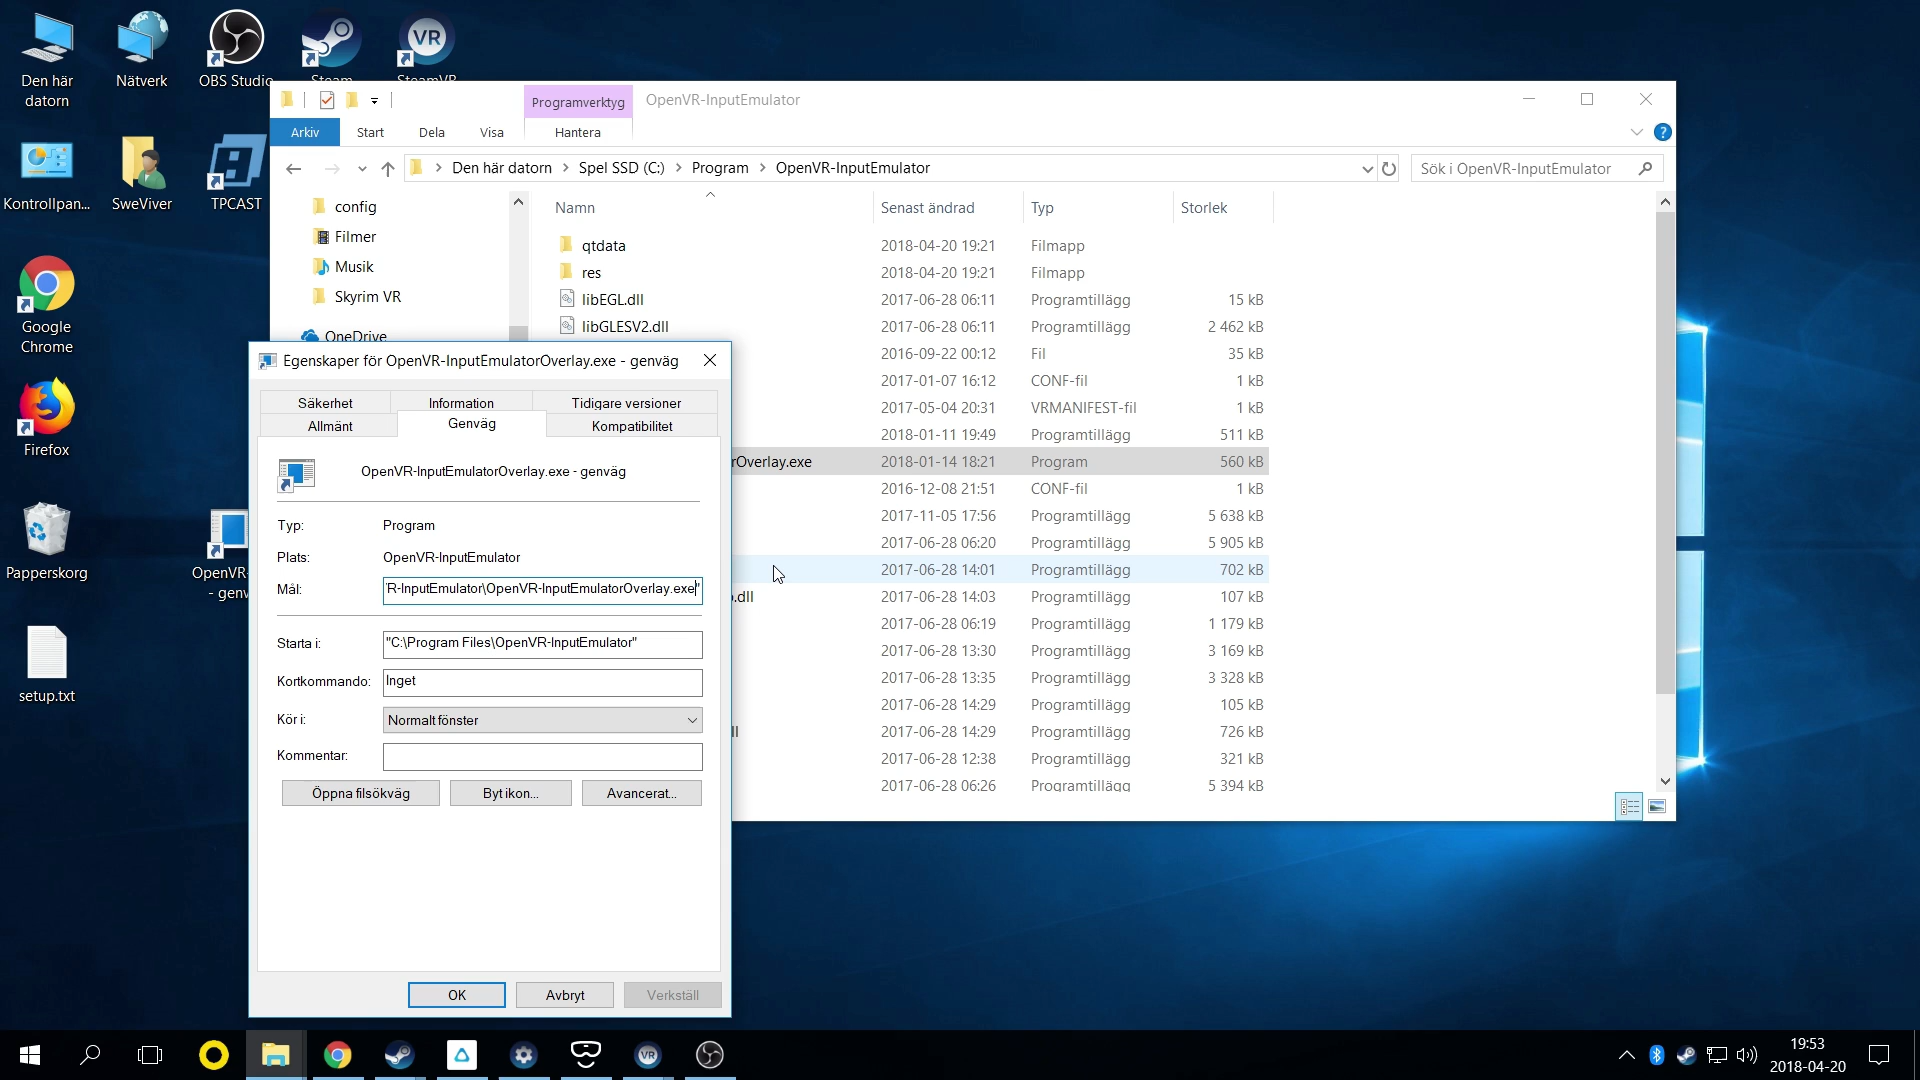 Den här
datorn
Nätverk
OBS Studio
Steam
SteamVR
Kontrollpan...
SweViver
TPCAST
Google
Chrome
Firefox
Papperskorg
OpenVR-
- genv
setup.txt
Programverktyg
OpenVR-InputEmulator
Arkiv
Start
Dela
Visa
Hantera
Den här datorn > Spel SSD (C:) > Program > OpenVR-InputEmulator
Sök i OpenVR-InputEmulator
config
Filmer
Musik
Skyrim VR
OneDrive
Namn Senast ändrad Typ Storlek
qtdata 2018-04-20 19:21 Filmapp
res 2018-04-20 19:21 Filmapp
libEGL.dll 2017-06-28 06:11 Programtillägg 15 kB
libGLESV2.dll 2017-06-28 06:11 Programtillägg 2 462 kB
2016-09-22 00:12 Fil 35 kB
2017-01-07 16:12 CONF-fil 1 kB
2017-05-04 20:31 VRMANIFEST-fil 1 kB
2018-01-11 19:49 Programtillägg 511 kB
rOverlay.exe 2018-01-14 18:21 Program 560 kB
2016-12-08 21:51 CONF-fil 1 kB
2017-11-05 17:56 Programtillägg 5 638 kB
2017-06-28 06:20 Programtillägg 5 905 kB
2017-06-28 14:01 Programtillägg 702 kB
.dll 2017-06-28 14:03 Programtillägg 107 kB
2017-06-28 06:19 Programtillägg 1 179 kB
2017-06-28 13:30 Programtillägg 3 169 kB
2017-06-28 13:35 Programtillägg 3 328 kB
2017-06-28 14:29 Programtillägg 105 kB
ll 2017-06-28 14:29 Programtillägg 726 kB
2017-06-28 12:38 Programtillägg 321 kB
2017-06-28 06:26 Programtillägg 5 394 kB
Egenskaper för OpenVR-InputEmulatorOverlay.exe - genväg
Säkerhet
Information
Tidigare versioner
Allmänt
Genväg
Kompatibilitet
OpenVR-InputEmulatorOverlay.exe - genväg
Typ: Program
Plats: OpenVR-InputEmulator
Mål: R-InputEmulator\OpenVR-InputEmulatorOverlay.exe"
Starta i: "C:\Program Files\OpenVR-InputEmulator"
Kortkommando: Inget
Kör i: Normalt fönster
Kommentar:
Öppna filsökväg
Byt ikon...
Avancerat...
OK
Avbryt
Verkställ
VR
VR
19:53
2018-04-20